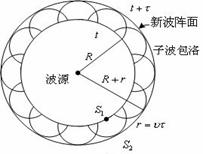 t + τ
新波阵面
t
子波包络
R
波源
R + r
S₁
r = υτ
S₂